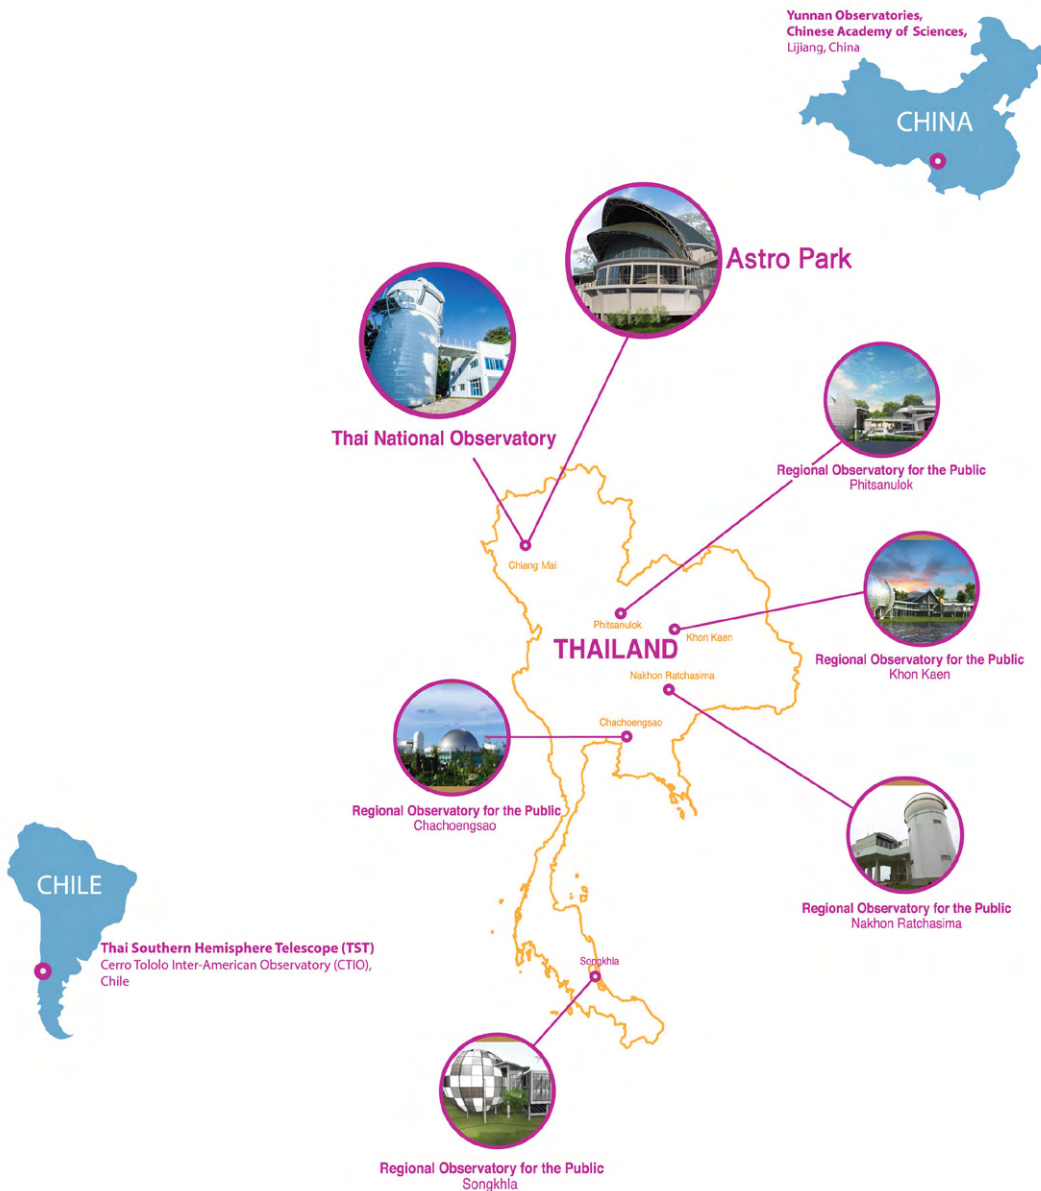 Yunnan Observatories,
Chinese Academy of Sciences,
Lijiang, China
CHINA
Astro Park
Thai National Observatory
Regional Observatory for the Public
Phitsanulok
Chiang Mai
Phitsanulok
Khon Kaen
THAILAND
Regional Observatory for the Public
Khon Kaen
Nakhon Ratchasima
Chachoengsao
Regional Observatory for the Public
Chachoengsao
CHILE
Regional Observatory for the Public
Nakhon Ratchasima
Thai Southern Hemisphere Telescope (TST)
Cerro Tololo Inter-American Observatory (CTIO),
Chile
Songkhla
Regional Observatory for the Public
Songkhla